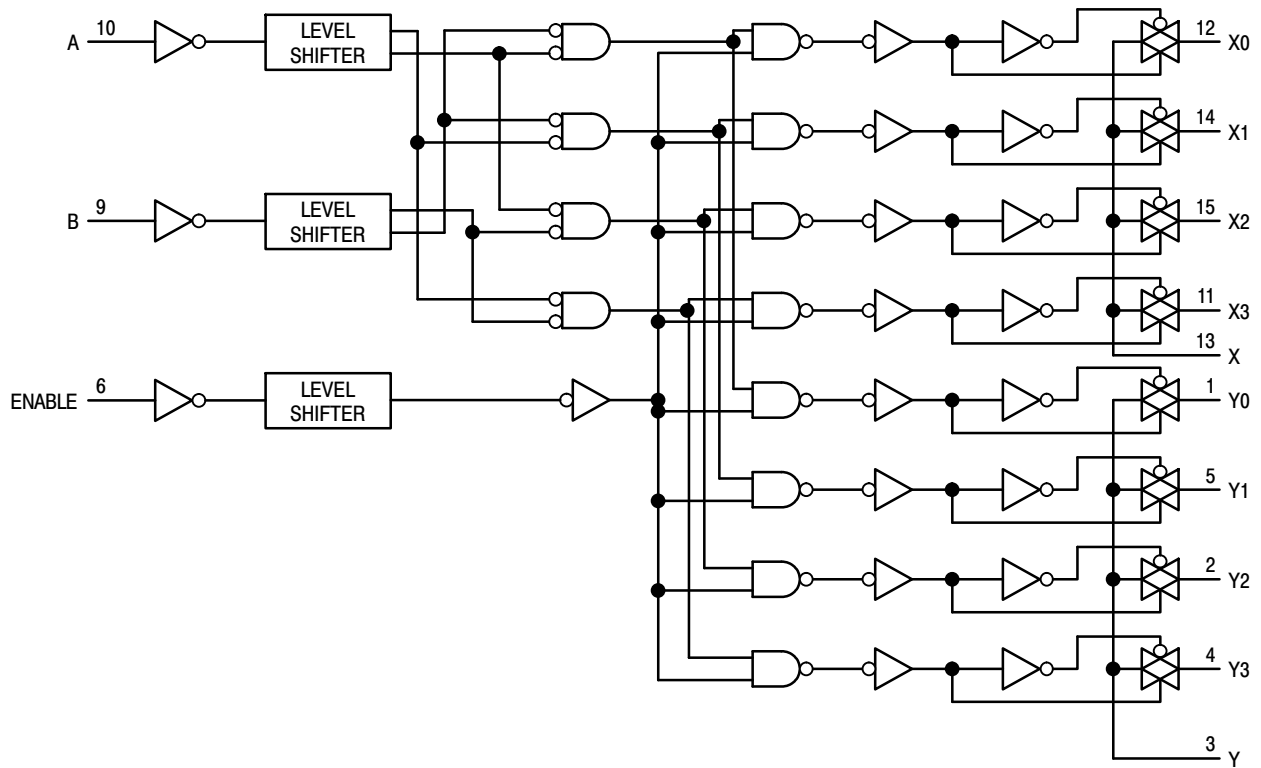 A 10 LEVEL SHIFTER 12 X0
14 X1
B 9 LEVEL SHIFTER 15 X2
11 X3
13 X
ENABLE 6 LEVEL SHIFTER 1 Y0
5 Y1
2 Y2
4 Y3
3 Y